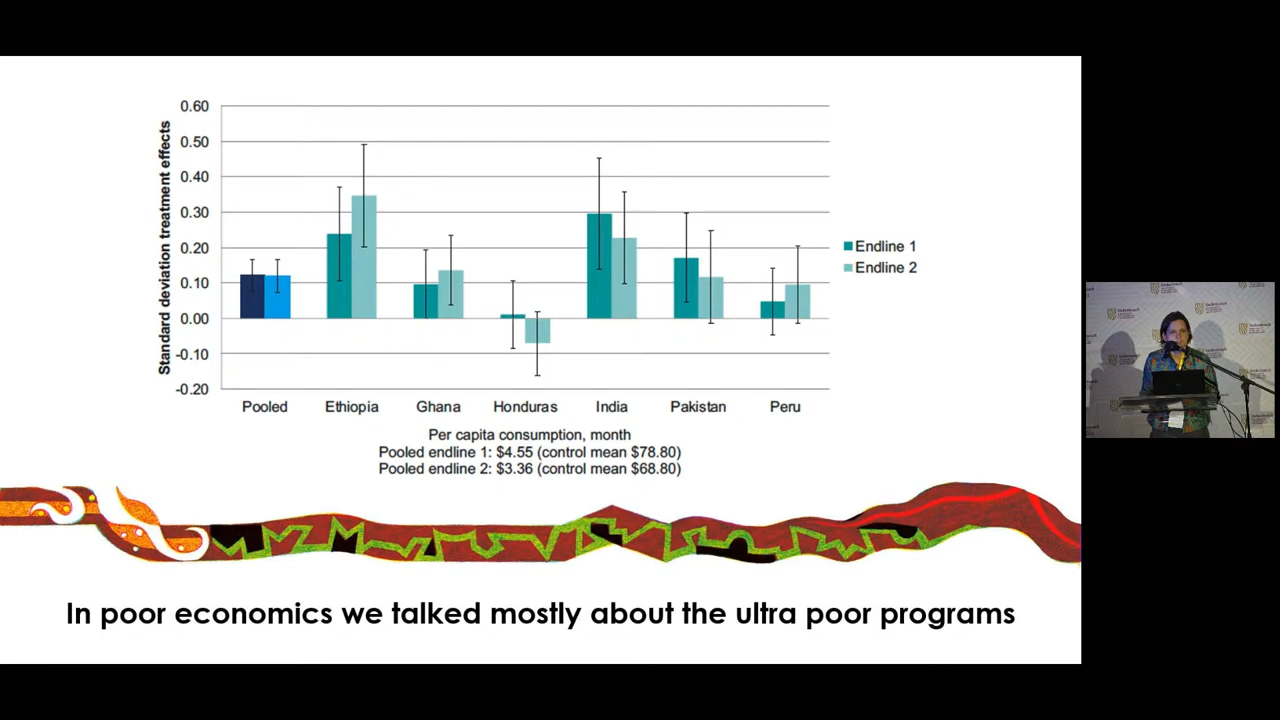 0.60
0.50
0.40
0.30
0.20
0.10
0.00
-0.10
-0.20
Standard deviation treatment effects
Endline 1
Endline 2
Pooled Ethiopia Ghana Honduras India Pakistan Peru
Per capita consumption, month
Pooled endline 1: $4.55 (control mean $78.80)
Pooled endline 2: $3.36 (control mean $68.80)
In poor economics we talked mostly about the ultra poor programs